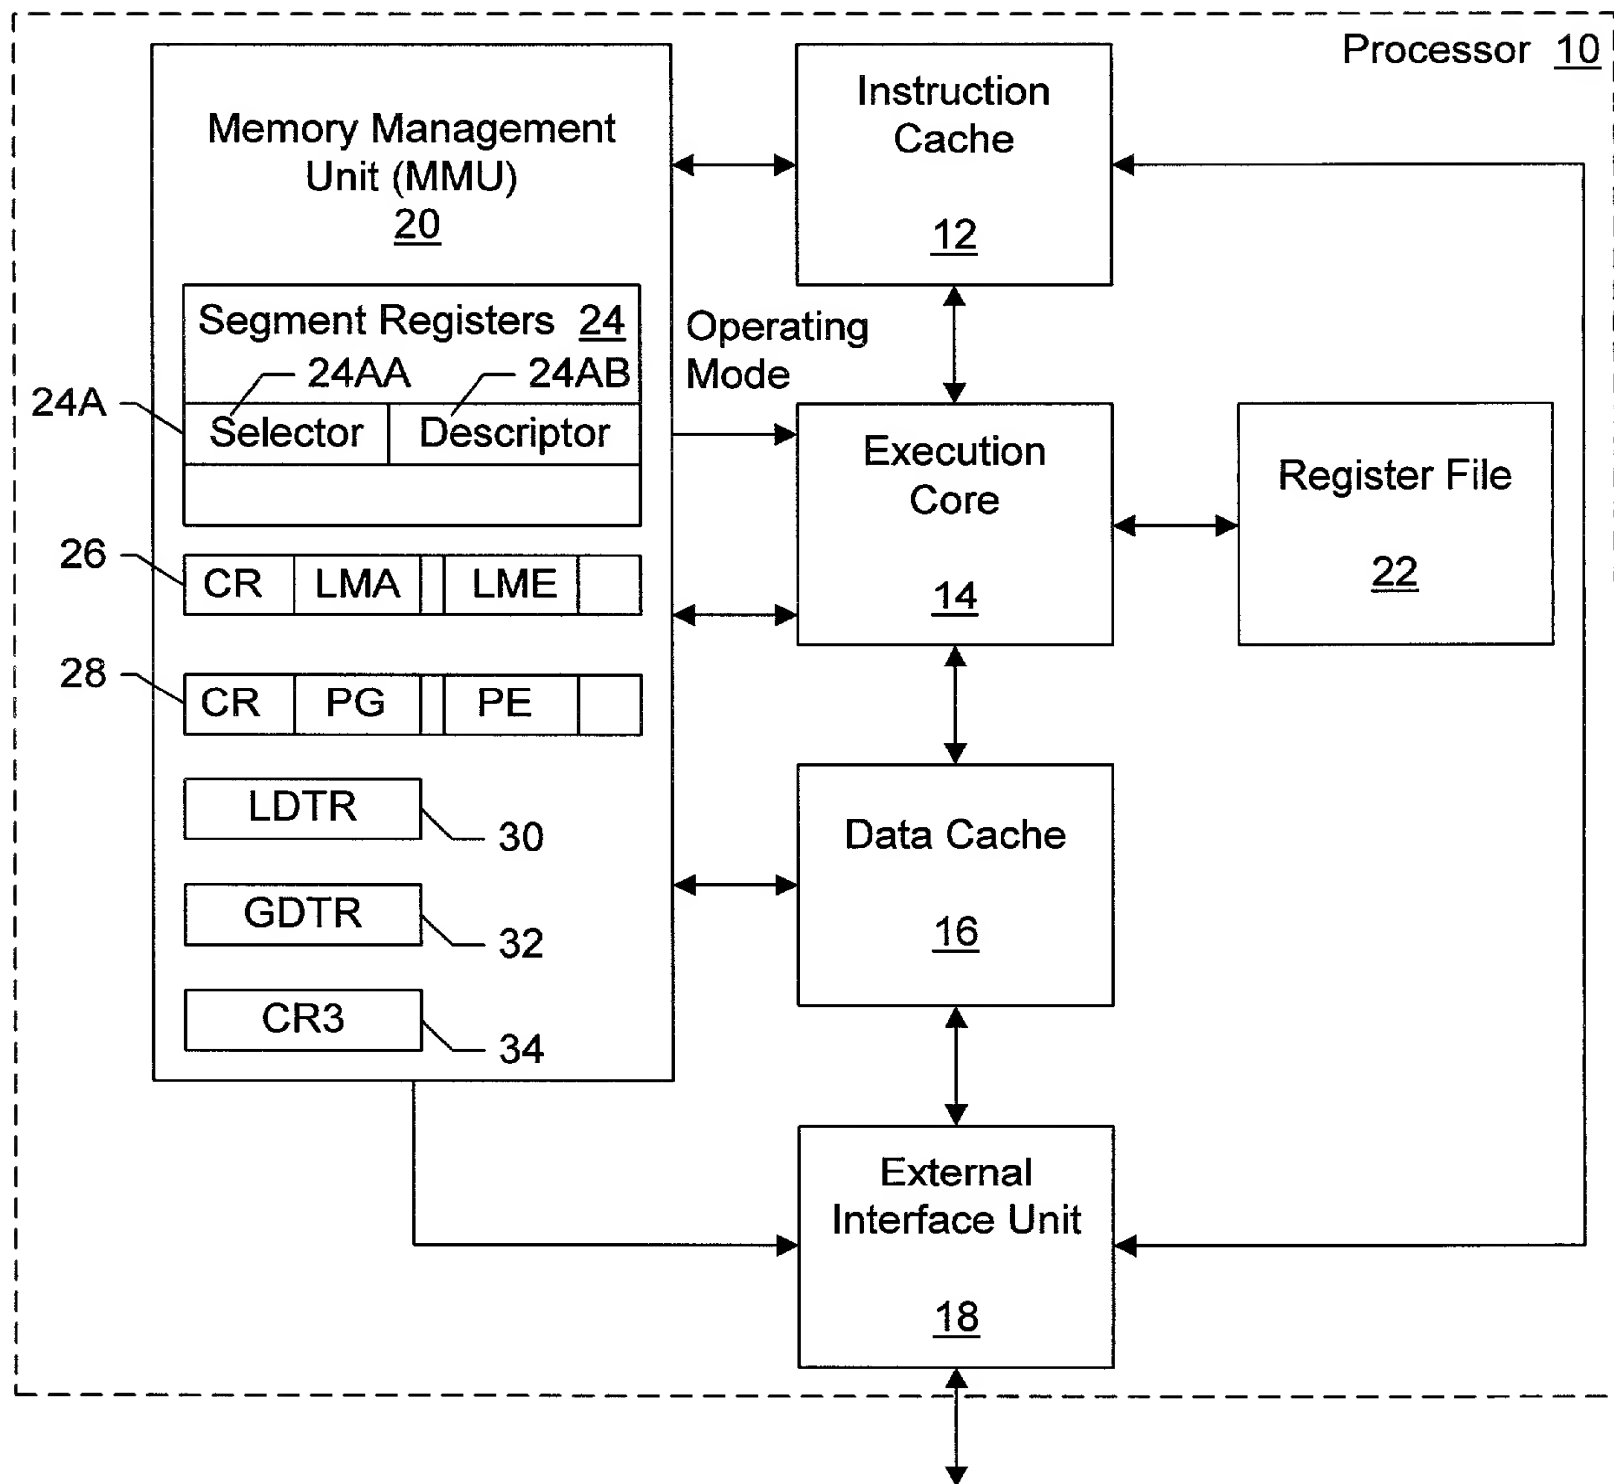 Processor 10
Memory Management
Unit (MMU)
20
Segment Registers 24
24AA
24AB
24A
Selector
Descriptor
26
CR
LMA
LME
28
CR
PG
PE
LDTR
30
GDTR
32
CR3
34
Instruction
Cache
12
Operating
Mode
Execution
Core
14
Register File
22
Data Cache
16
External
Interface Unit
18